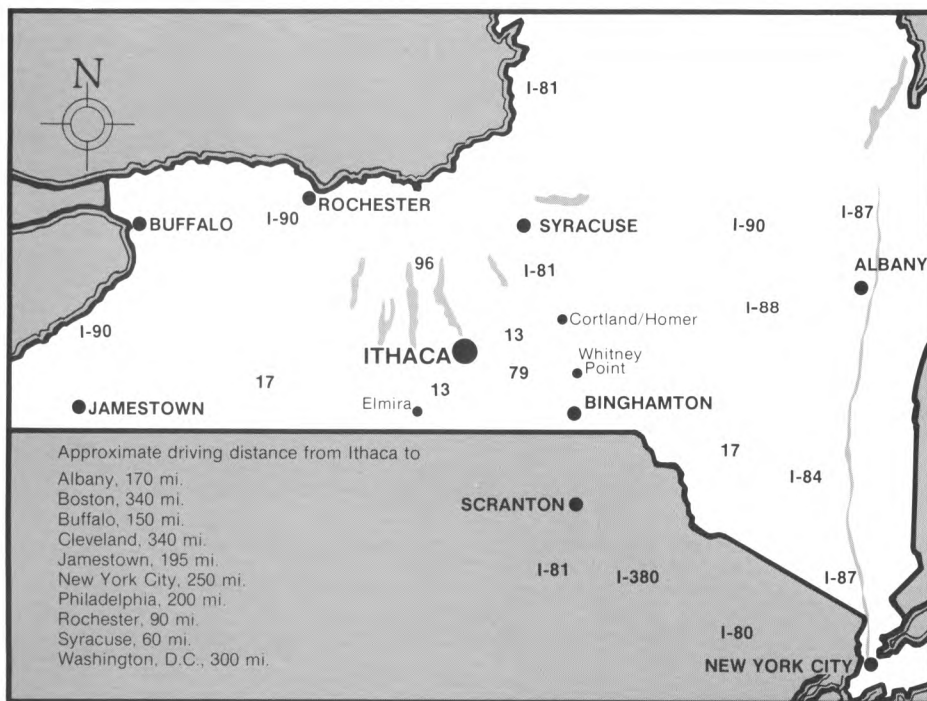 N
I-81
ROCHESTER
BUFFALO
I-90
SYRACUSE
I-90
I-87
96
I-81
ALBANY
I-88
Cortland/Homer
I-90
13
ITHACA
Whitney
Point
79
17
13
Elmira
JAMESTOWN
BINGHAMTON
17
I-84
SCRANTON
I-81
I-380
I-87
I-80
NEW YORK CITY
Approximate driving distance from Ithaca to
Albany, 170 mi.
Boston, 340 mi.
Buffalo, 150 mi.
Cleveland, 340 mi.
Jamestown, 195 mi.
New York City, 250 mi.
Philadelphia, 200 mi.
Rochester, 90 mi.
Syracuse, 60 mi.
Washington, D.C., 300 mi.